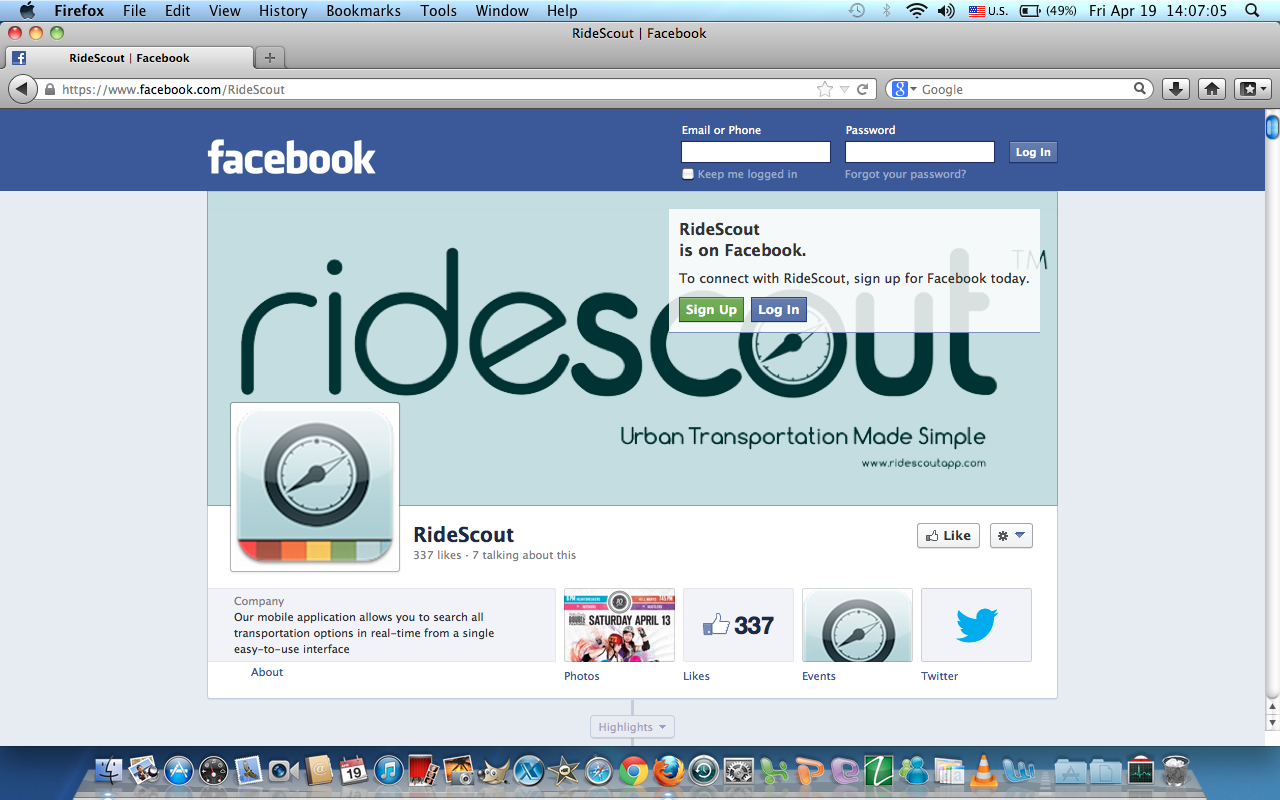 Firefox File Edit View History Bookmarks Tools Window Help U.S. (49%) Fri Apr 19 14:07:05
RideScout | Facebook
RideScout | Facebook
https://www.facebook.com/RideScout
Google
facebook
Email or Phone
Password
Log In
Keep me logged in
Forgot your password?
RideScout
is on Facebook.
To connect with RideScout, sign up for Facebook today.
Sign Up Log In
ridescout TM
Urban Transportation Made Simple
www.ridescoutapp.com
RideScout
337 likes · 7 talking about this
Like
Company
Our mobile application allows you to search all
transportation options in real-time from a single
easy-to-use interface
About
SATURDAY APRIL 13
Photos
337
Likes
Events
Twitter
Highlights
19